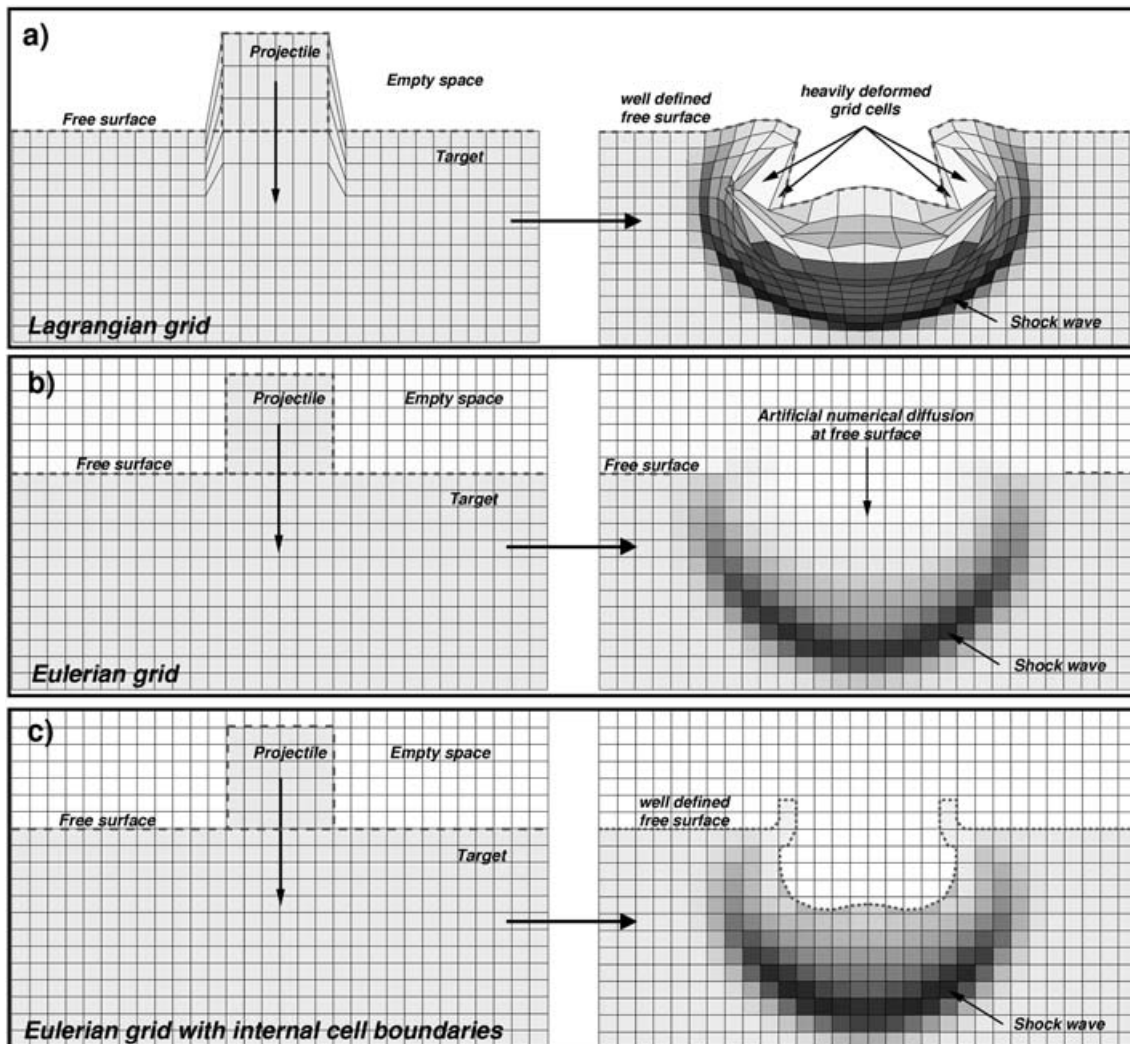 a)
Projectile
Empty space
Free surface
Target
Lagrangian grid
well defined
free surface
heavily deformed
grid cells
Shock wave
b)
Projectile
Empty space
Free surface
Target
Eulerian grid
Artificial numerical diffusion
at free surface
Free surface
Shock wave
c)
Projectile
Empty space
Free surface
Target
Eulerian grid with internal cell boundaries
well defined
free surface
Shock wave